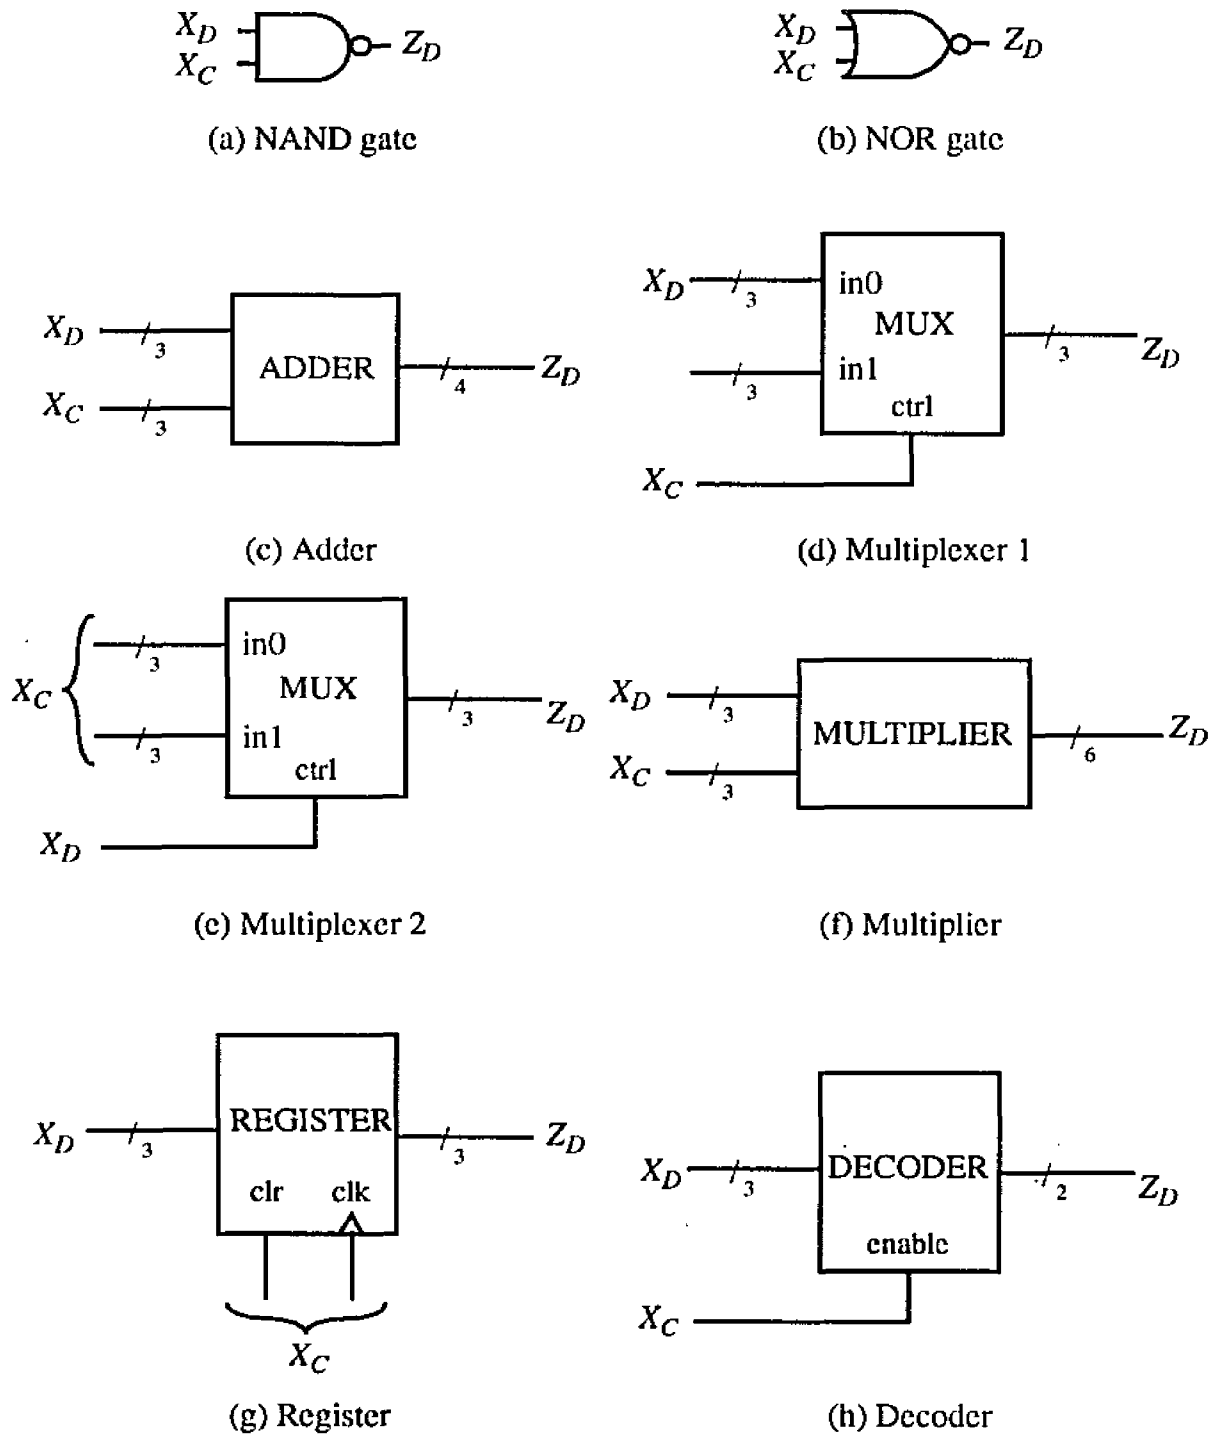 X_D
X_C
Z_D
(a) NAND gate
X_D
X_C
Z_D
(b) NOR gate
X_D
3
X_C
3
ADDER
4
Z_D
(c) Adder
X_D
3
in0
MUX
3
in1
ctrl
3
Z_D
X_C
(d) Multiplexer 1
X_C
3
in0
MUX
3
in1
ctrl
3
Z_D
X_D
(e) Multiplexer 2
X_D
3
X_C
3
MULTIPLIER
6
Z_D
(f) Multiplier
X_D
3
REGISTER
clr clk
3
Z_D
X_C
(g) Register
X_D
3
DECODER
enable
2
Z_D
X_C
(h) Decoder